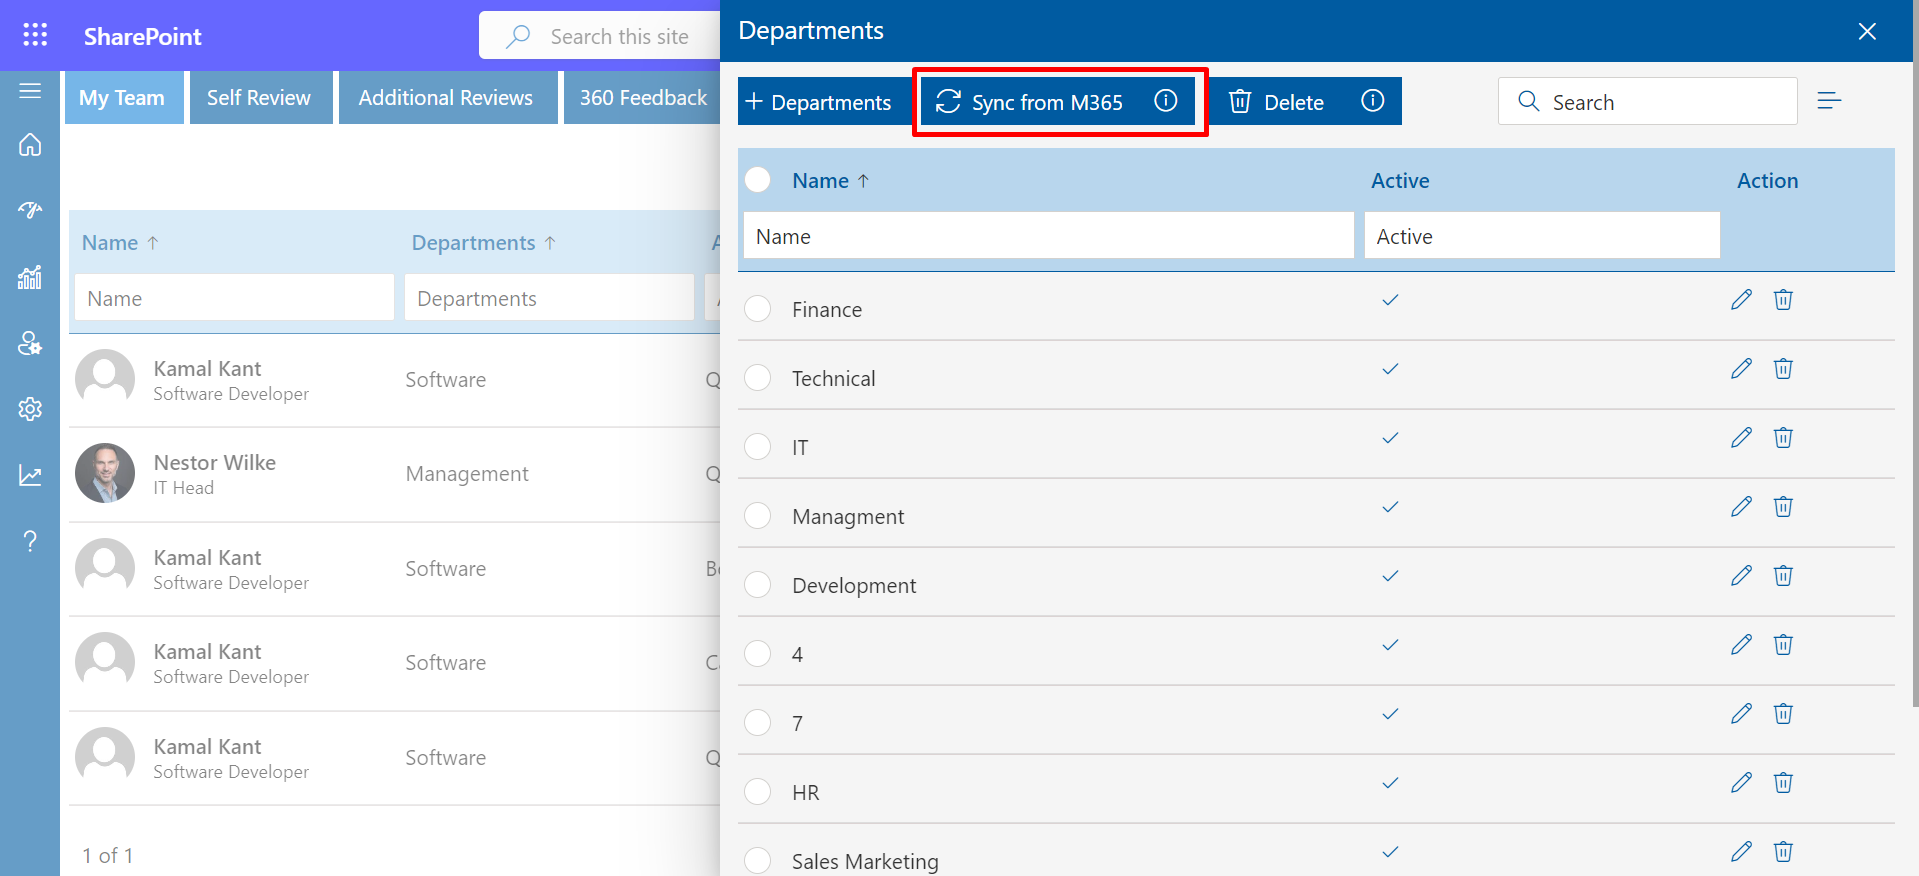 SharePoint
Search this site
My Team
Self Review
Additional Reviews
360 Feedback
Name
Departments
Name
Departments
Kamal Kant
Software Developer
Software
Nestor Wilke
IT Head
Management
Kamal Kant
Software Developer
Software
Kamal Kant
Software Developer
Software
Kamal Kant
Software Developer
Software
1 of 1
Departments
Departments
Sync from M365
Delete
Search
Name
Active
Action
Name
Active
Finance
Technical
IT
Managment
Development
4
7
HR
Sales Marketing